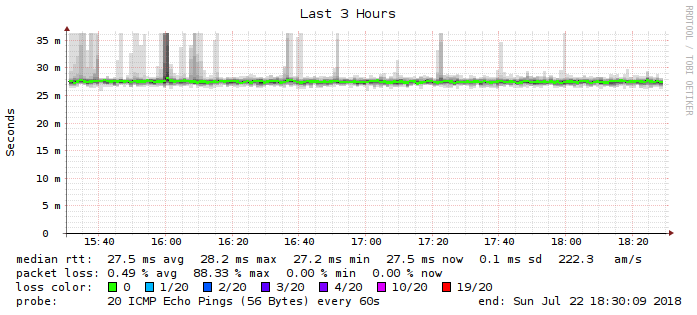 Last 3 Hours
RRDTOOL / TOBI OETIKER
Seconds
35 m
30 m
25 m
20 m
15 m
10 m
5 m
0
15:40 16:00 16:20 16:40 17:00 17:20 17:40 18:00 18:20
median rtt: 27.5 ms avg 28.2 ms max 27.2 ms min 27.5 ms now 0.1 ms sd 222.3 am/s
packet loss: 0.49 % avg 88.33 % max 0.00 % min 0.00 % now
loss color: 0 1/20 2/20 3/20 4/20 10/20 19/20
probe: 20 ICMP Echo Pings (56 Bytes) every 60s end: Sun Jul 22 18:30:09 2018